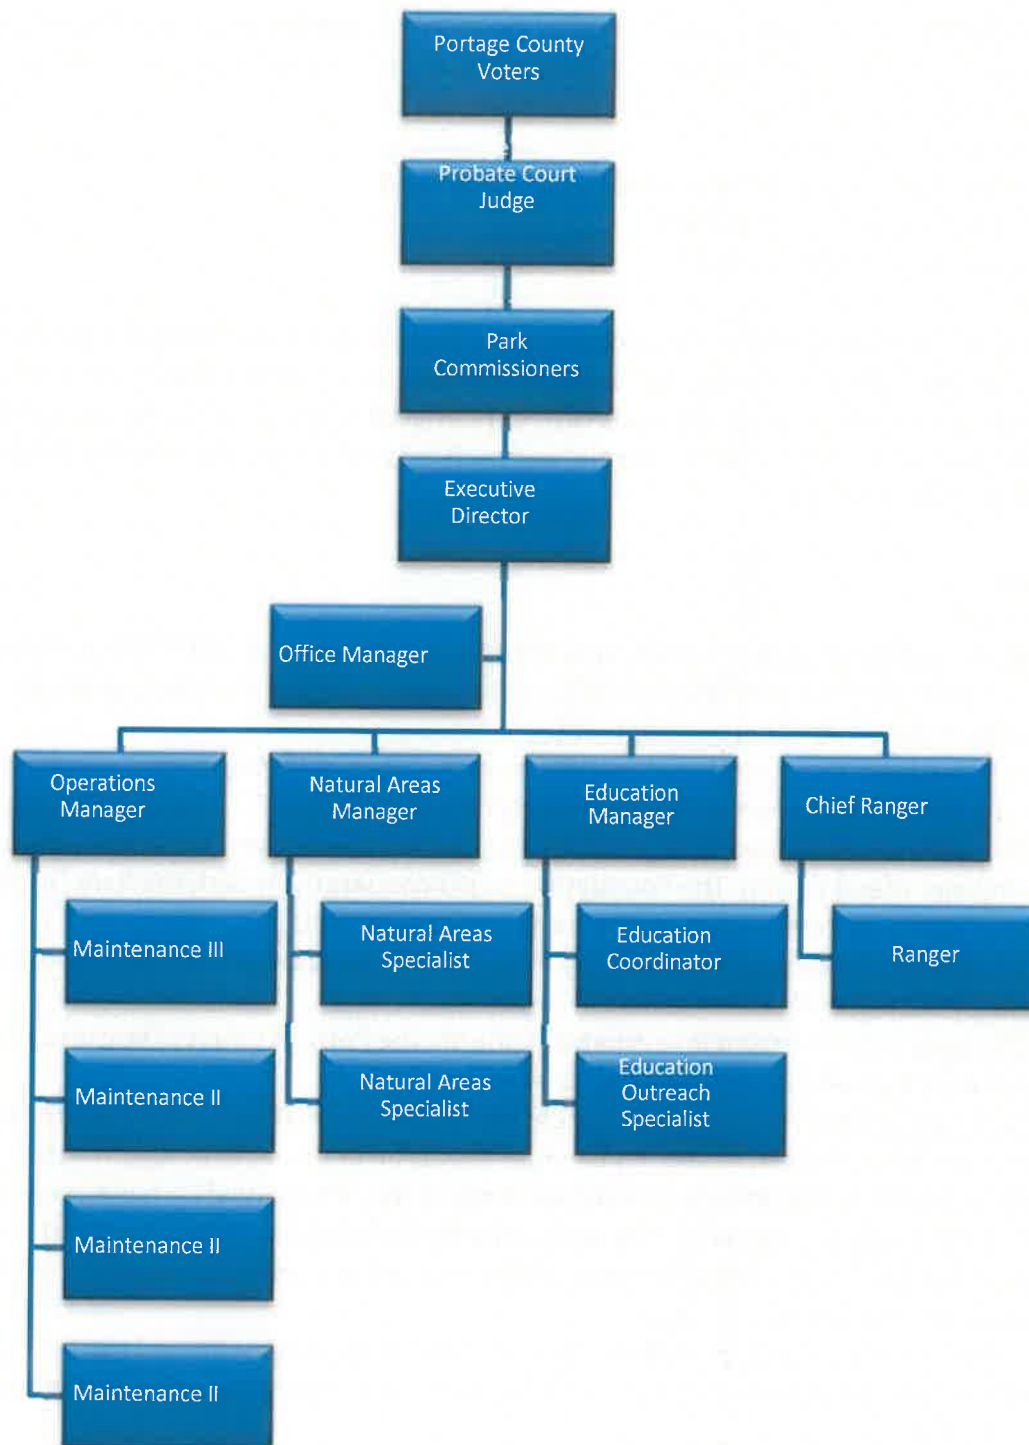 Portage County
Voters
Probate Court
Judge
Park
Commissioners
Executive
Director
Office Manager
Operations
Manager
Natural Areas
Manager
Education
Manager
Chief Ranger
Maintenance III
Natural Areas
Specialist
Education
Coordinator
Ranger
Maintenance II
Natural Areas
Specialist
Education
Outreach
Specialist
Maintenance II
Maintenance II